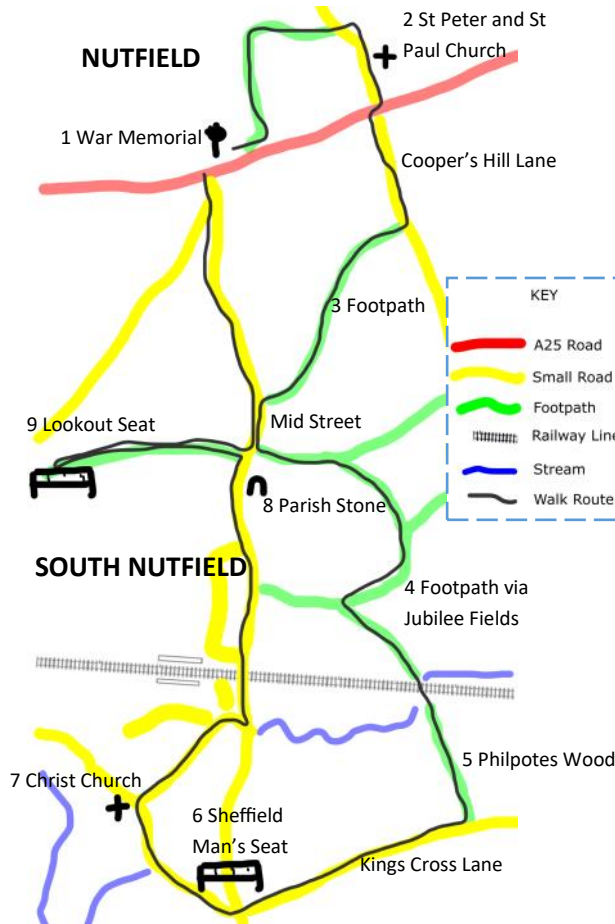 2 St Peter and St
Paul Church
NUTFIELD
1 War Memorial
Cooper's Hill Lane
KEY
3 Footpath
A25 Road
Small Road
Footpath
Railway Line
Stream
Walk Route
9 Lookout Seat
Mid Street
8 Parish Stone
SOUTH NUTFIELD
4 Footpath via
Jubilee Fields
5 Philpotes Wood
7 Christ Church
6 Sheffield
Man's Seat
Kings Cross Lane